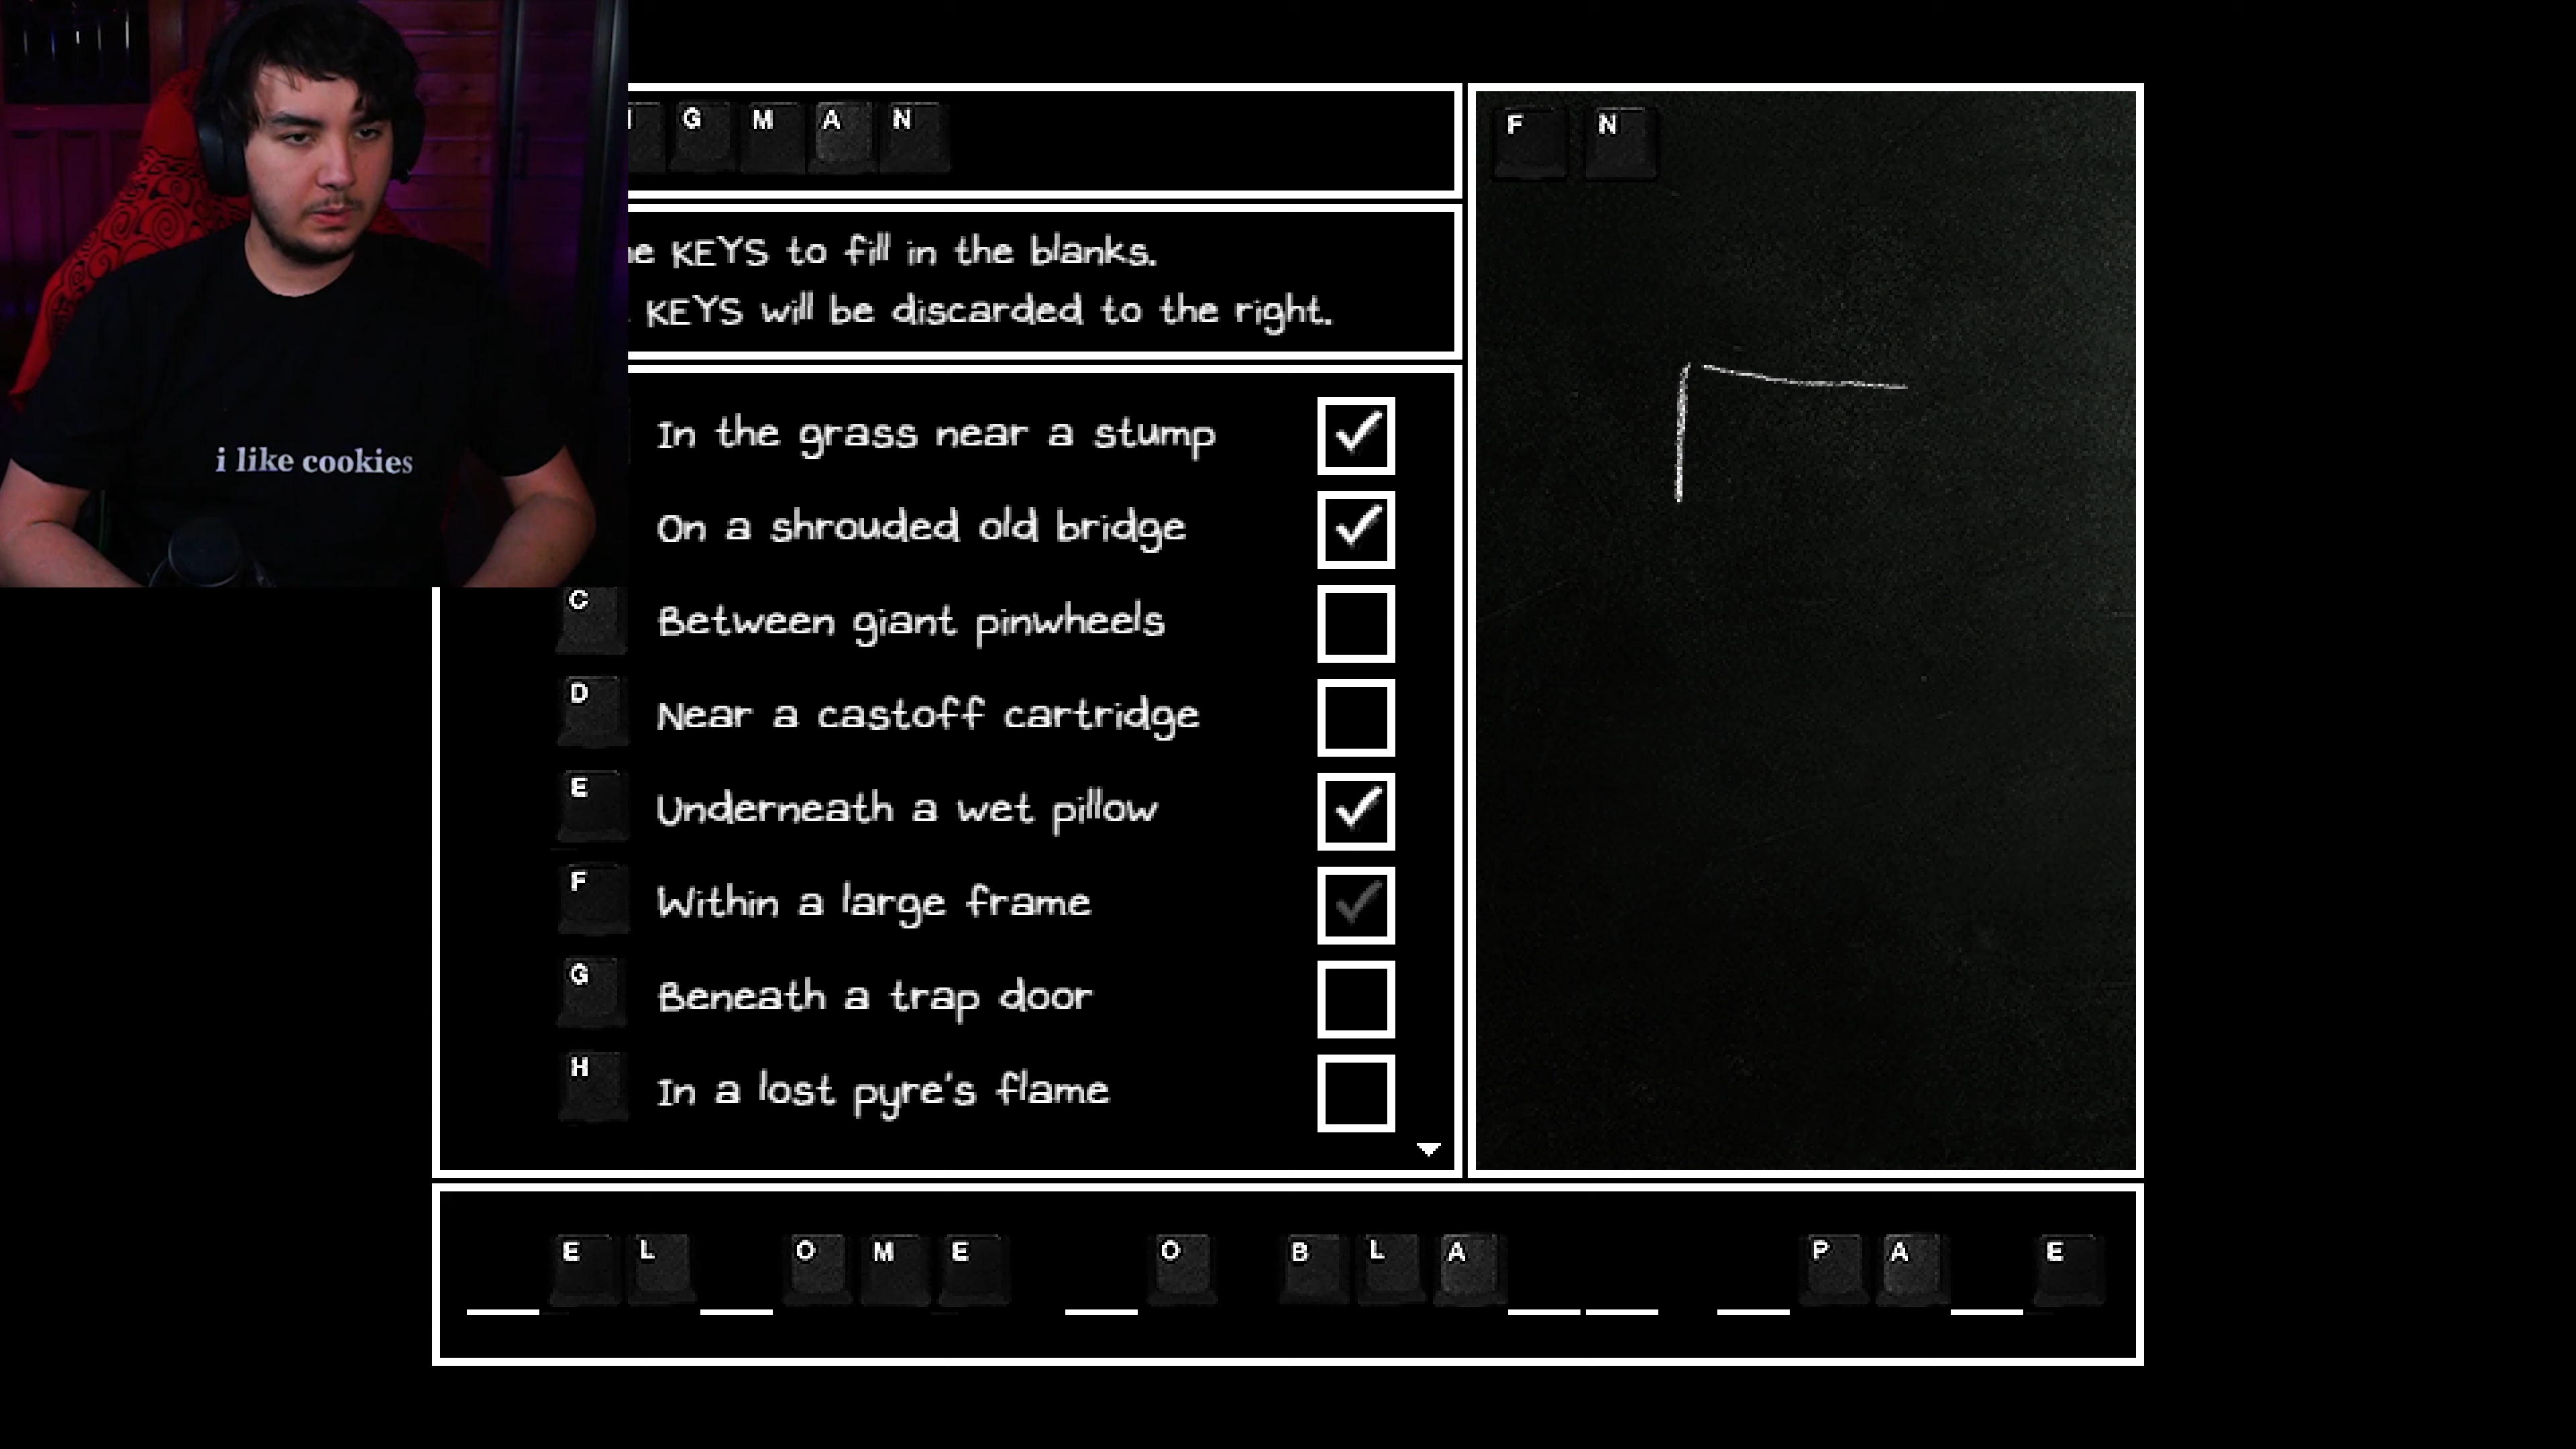 G M A N
F N
KEYS to fill in the blanks.
KEYS will be discarded to the right.
i like cookies
In the grass near a stump
On a shrouded old bridge
C Between giant pinwheels
D Near a castoff cartridge
E Underneath a wet pillow
F Within a large frame
G Beneath a trap door
H In a lost pyre's flame
_ E L _ O M E _ O B L A _ _ _ P A _ E